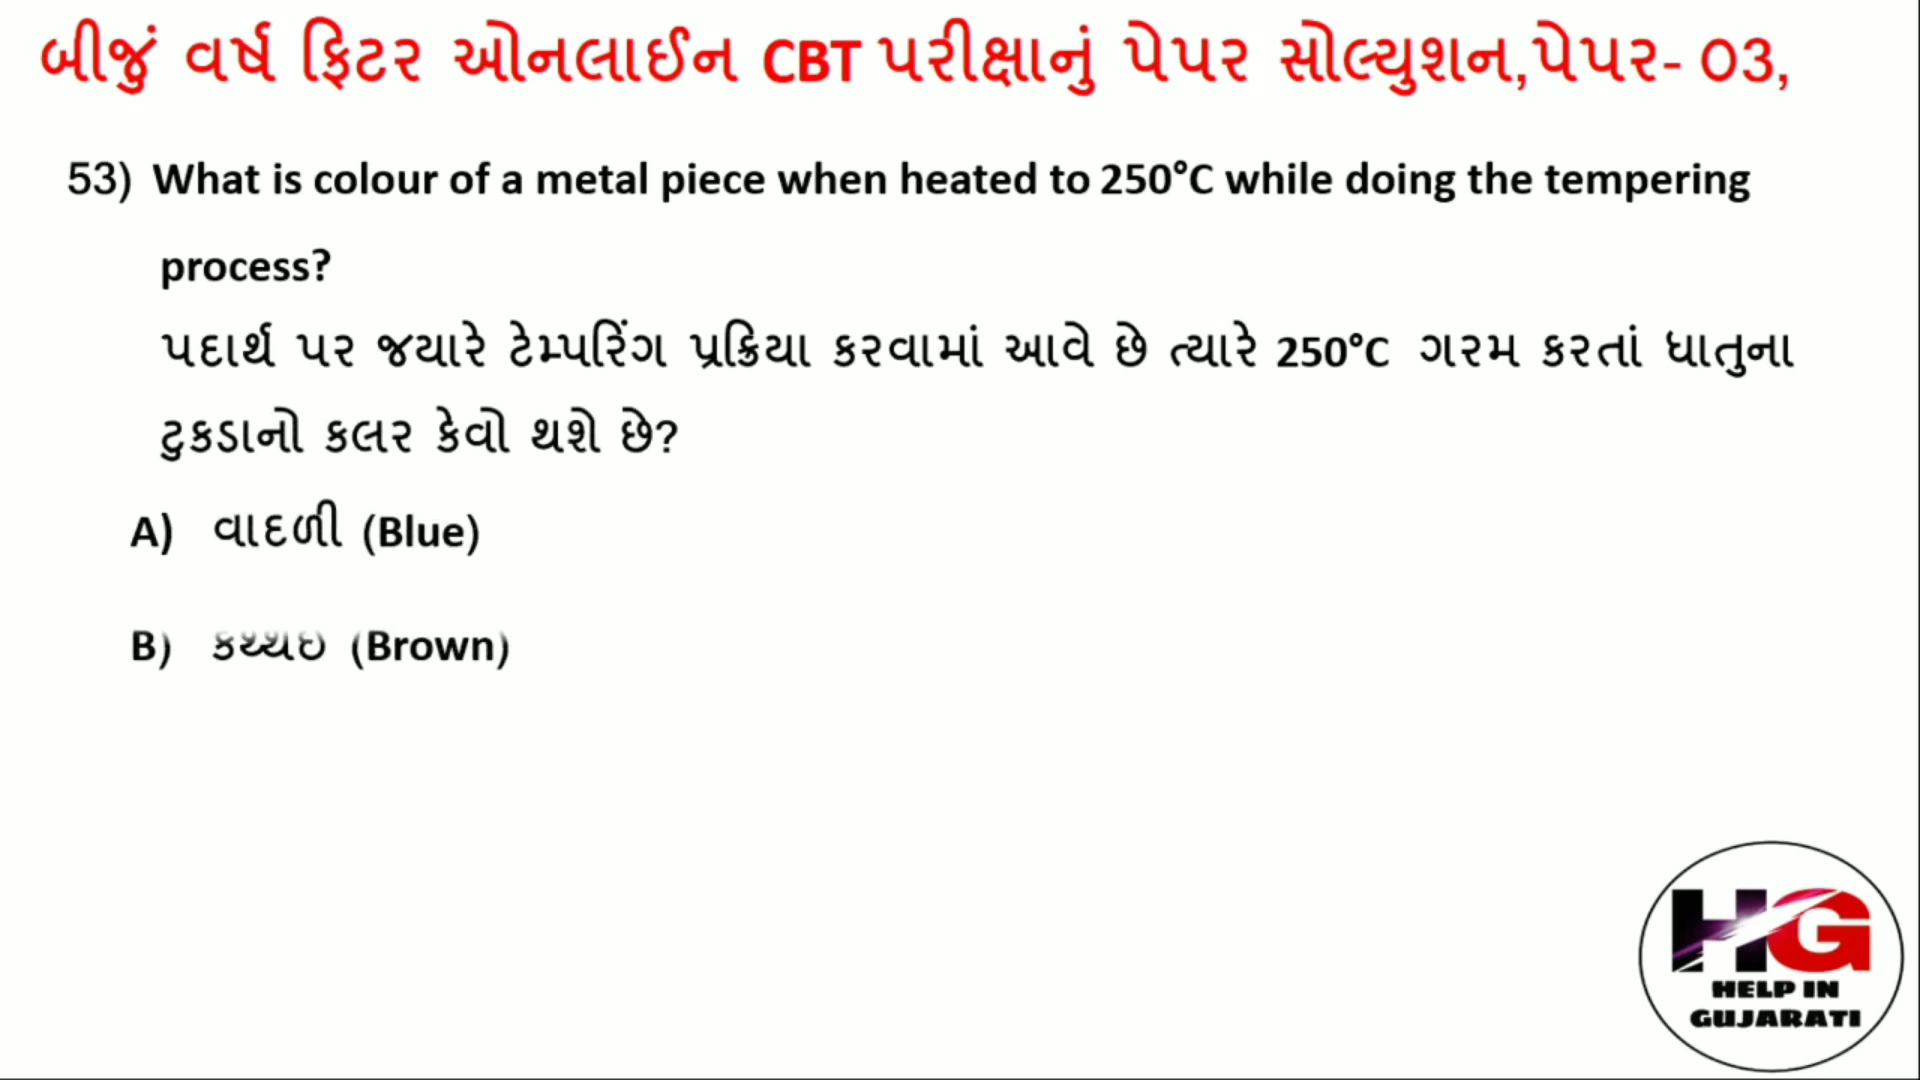 બીજું વર્ષ ફિટર ઓનલાઈન CBT પરીક્ષાનું પેપર સોલ્યુશન,પેપર- 03,
53) What is colour of a metal piece when heated to 250°C while doing the tempering
process?
પદાર્થ પર જયારે ટેમ્પરિંગ પ્રક્રિયા કરવામાં આવે છે ત્યારે 250°C ગરમ કરતાં ધાતુના
ટુકડાનો કલર કેવો થશે છે?
A) વાદળી (Blue)
B) કથ્થઇ (Brown)
HG
HELP IN
GUJARATI